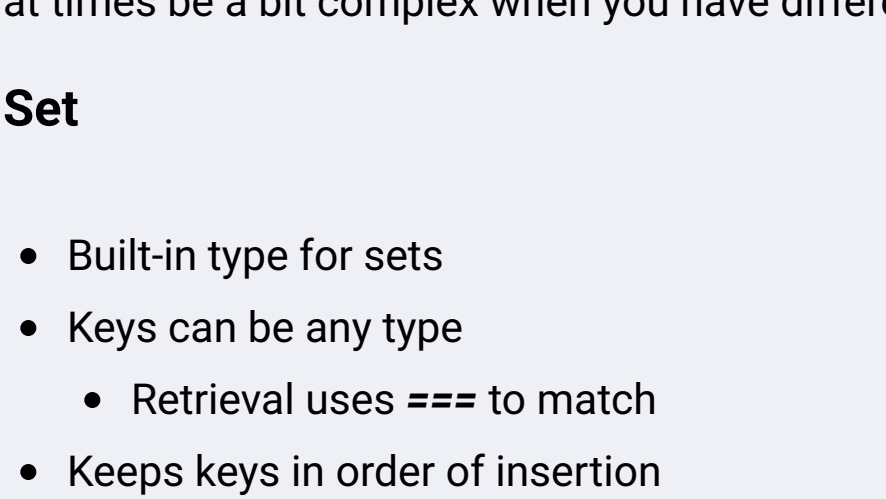 at times be a bit complex when you have
Set
Built-in type for sets
Keys can be any type
Retrieval uses === to match
Keeps keys in order of insertion